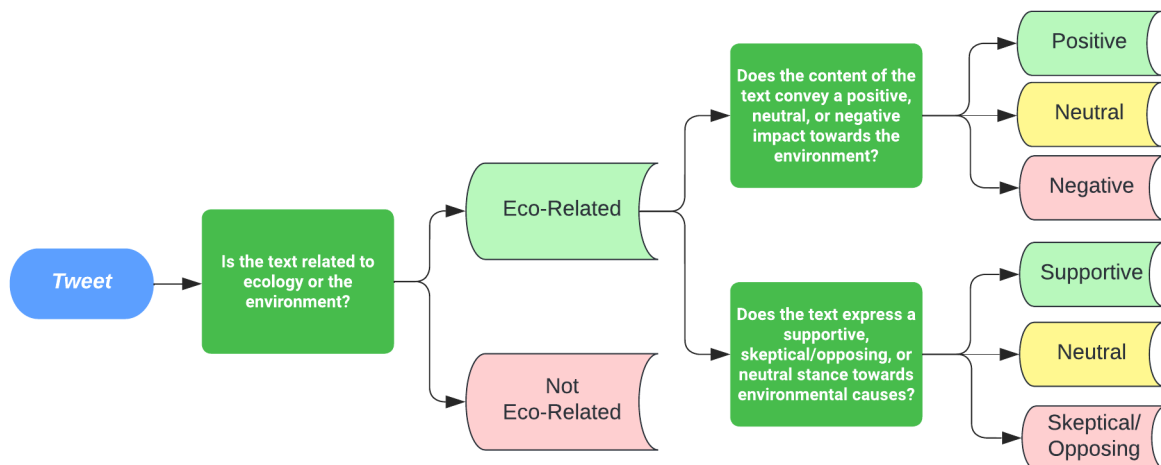 Tweet
Is the text related to
ecology or the
environment?
Eco-Related
Not
Eco-Related
Does the content of the
text convey a positive,
neutral, or negative
impact towards the
environment?
Positive
Neutral
Negative
Does the text express a
supportive,
skeptical/opposing, or
neutral stance towards
environmental causes?
Supportive
Neutral
Skeptical/
Opposing